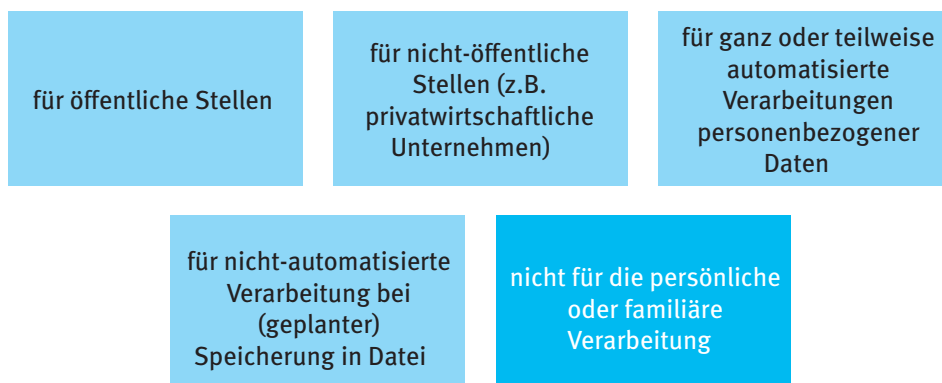 für öffentliche Stellen
für nicht-öffentliche
Stellen (z.B.
privatwirtschaftliche
Unternehmen)
für ganz oder teilweise
automatisierte
Verarbeitungen
personenbezogener
Daten
für nicht-automatisierte
Verarbeitung bei
(geplanter)
Speicherung in Datei
nicht für die persönliche
oder familiäre
Verarbeitung